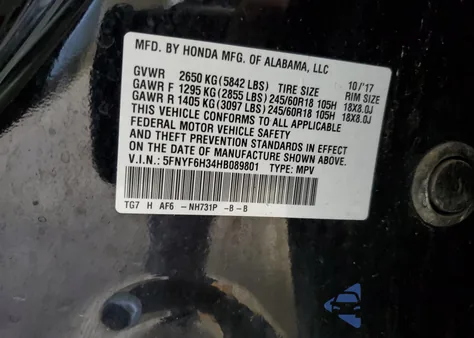 MFD. BY HONDA MFG. OF ALABAMA, LLC
10/'17
GVWR 2650 KG (5842 LBS) TIRE SIZE RIM SIZE
GAWR F 1295 KG (2855 LBS) 245/60R18 105H 18X8.0J
GAWR R 1405 KG (3097 LBS) 245/60R18 105H 18X8.0J
THIS VEHICLE CONFORMS TO ALL APPLICABLE
FEDERAL MOTOR VEHICLE SAFETY
AND THEFT PREVENTION STANDARDS IN EFFECT
ON THE DATE OF MANUFACTURE SHOWN ABOVE.
V.I.N.: 5FNYF6H34HB089801 TYPE: MPV
TG7 H AF6 -NH731P -B - B